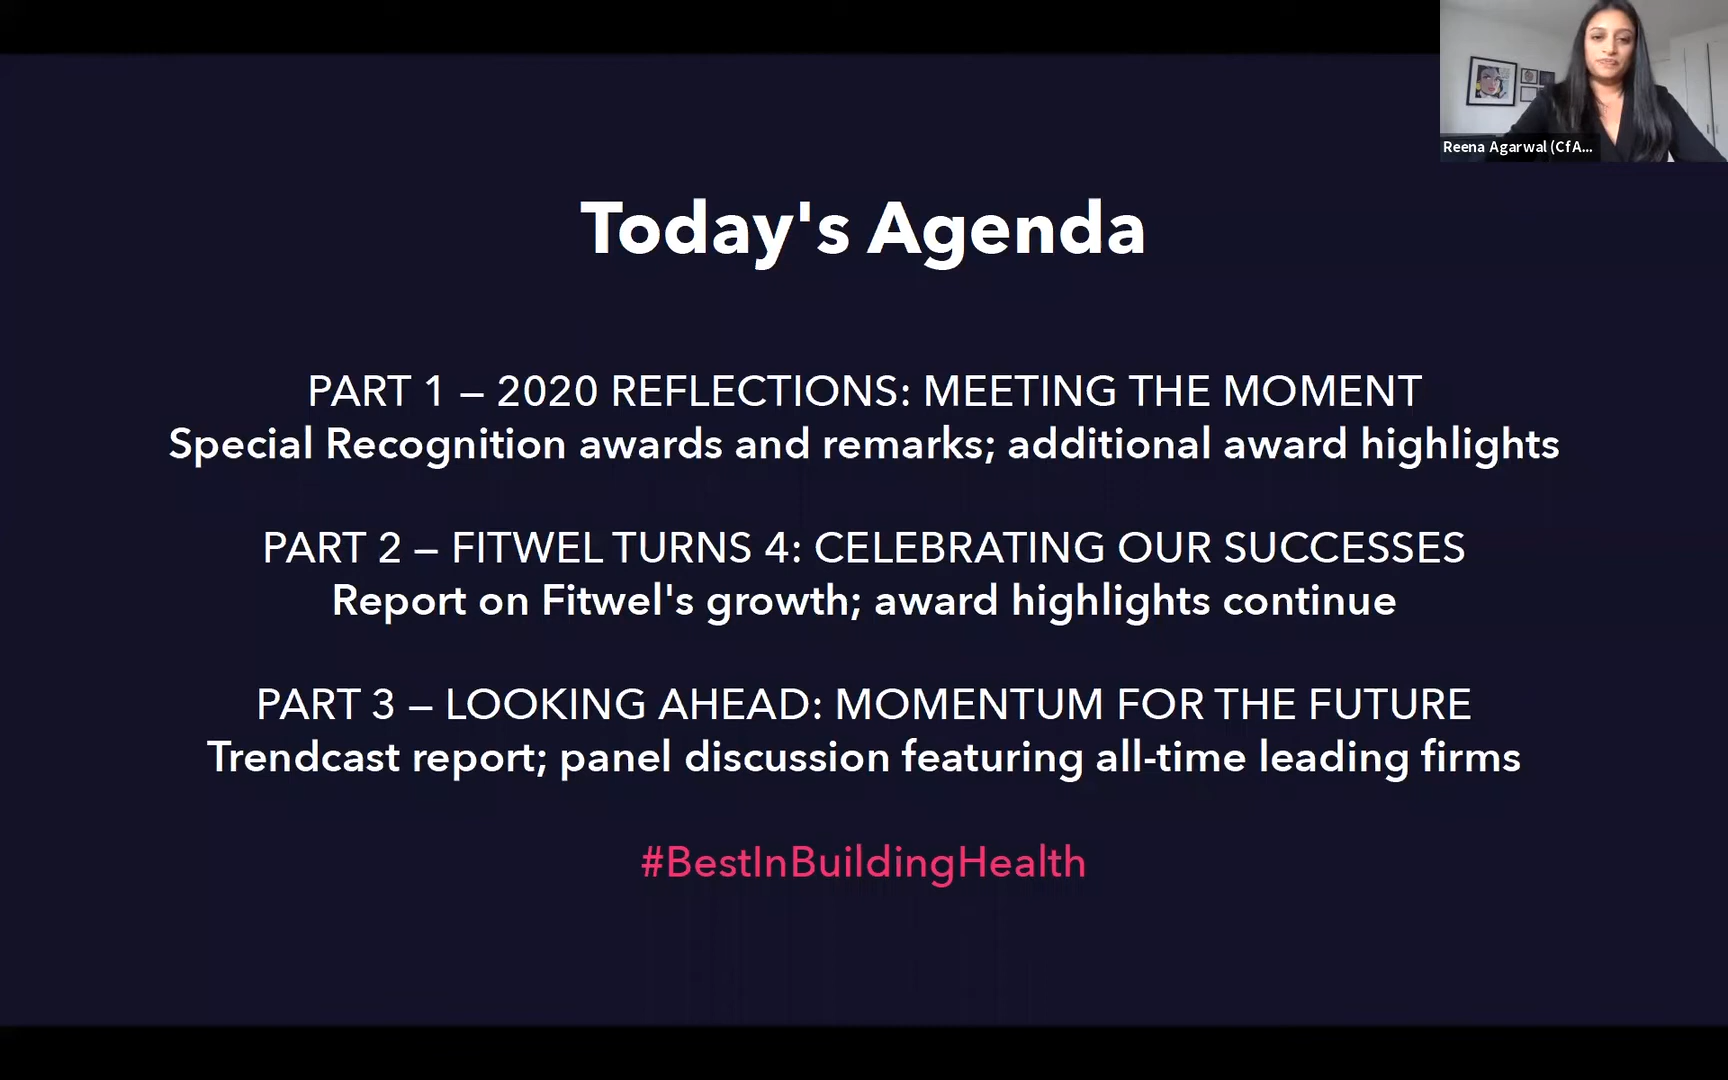 Reena Agarwal (CfA...
Today's Agenda
PART 1 – 2020 REFLECTIONS: MEETING THE MOMENT
Special Recognition awards and remarks; additional award highlights
PART 2 – FITWEL TURNS 4: CELEBRATING OUR SUCCESSES
Report on Fitwel's growth; award highlights continue
PART 3 – LOOKING AHEAD: MOMENTUM FOR THE FUTURE
Trendcast report; panel discussion featuring all-time leading firms
#BestInBuildingHealth